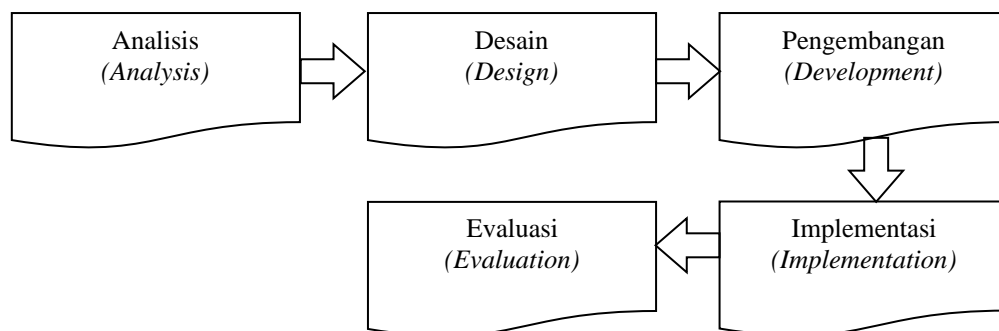 Analisis
(Analysis)
Desain
(Design)
Pengembangan
(Development)
Implementasi
(Implementation)
Evaluasi
(Evaluation)